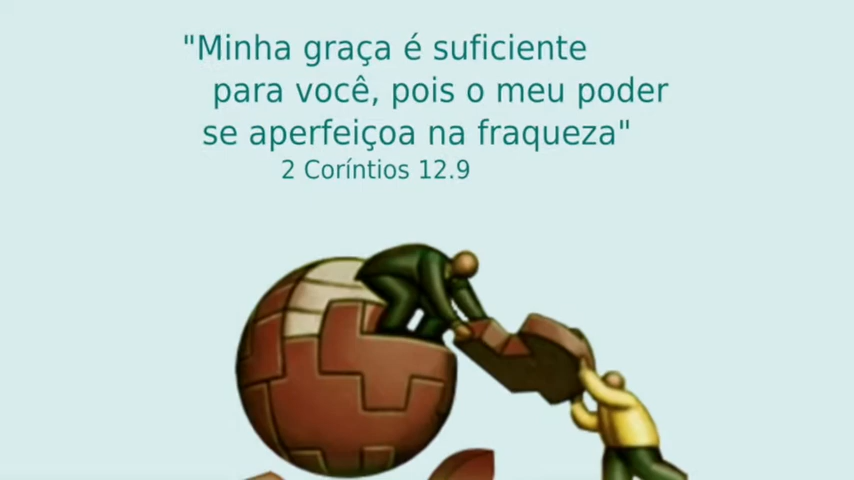 "Minha graça é suficiente
para você, pois o meu poder
se aperfeiçoa na fraqueza"
2 Coríntios 12.9